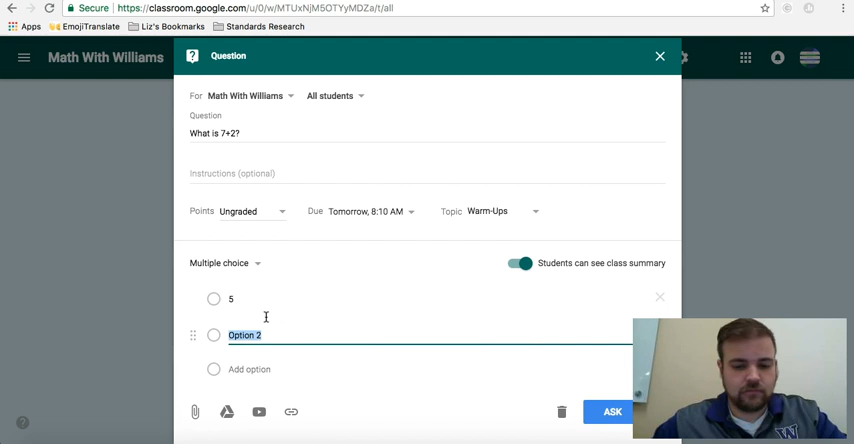 Secure https://classroom.google.com/u/0/w/MTUxNjM5OTYyMDZa/t/all
Apps EmojiTranslate Liz's Bookmarks Standards Research
Math With Williams
Question
For Math With Williams All students
Question
What is 7+2?
Instructions (optional)
Points Ungraded Due Tomorrow, 8:10 AM Topic Warm-Ups
Multiple choice Students can see class summary
5
Option 2
Add option
ASK
W